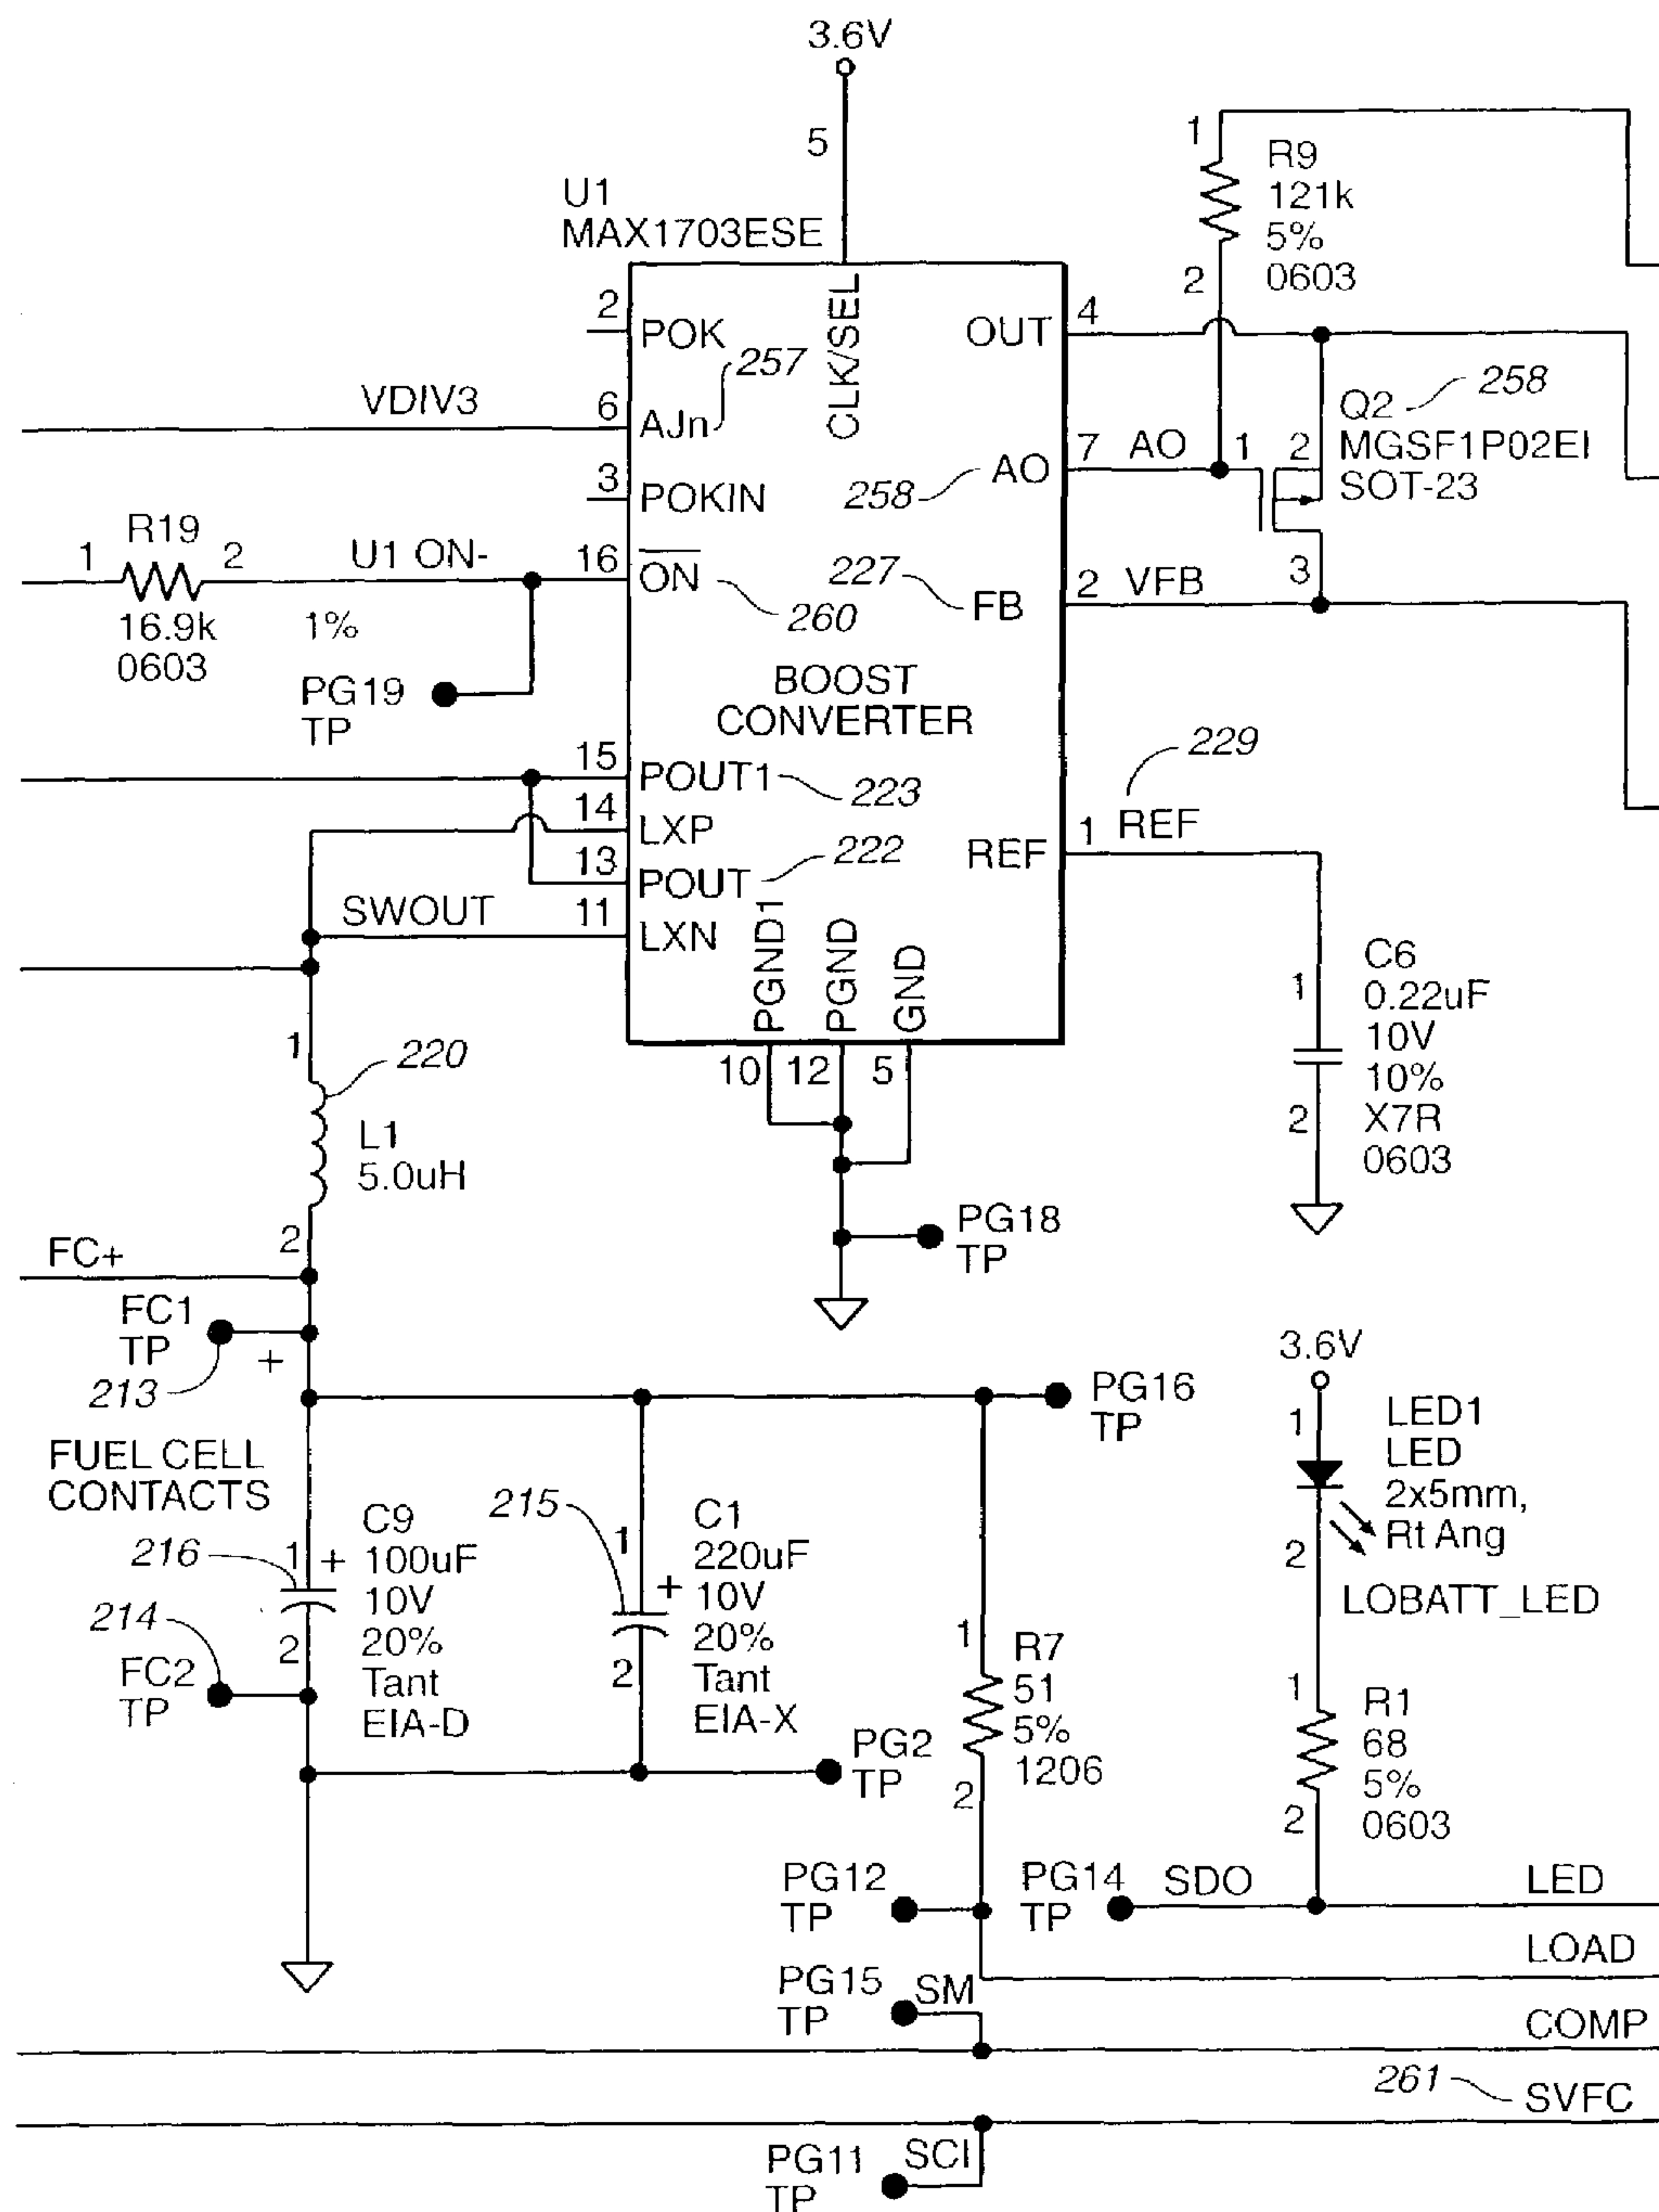 3.6V
5
U1
MAX1703ESE
1
R9
121k
5%
0603
2
2
POK
CLK/SEL
OUT
4
257
VDIV3
6
AJn
Q2
258
MGSF1P02EI
SOT-23
7
AO
AO
1
2
258
3
POKIN
R19
1
2
16.9k
1%
0603
U1 ON-
16
ON
260
227
FB
2
VFB
3
PG19
TP
BOOST
CONVERTER
15
POUT1
223
14
LXP
13
POUT
222
SWOUT
11
LXN
229
REF
1
REF
PGND1
PGND
GND
10
12
5
C6
0.22uF
10V
10%
X7R
0603
1
2
1
220
L1
5.0uH
2
FC+
PG18
TP
FC1
TP
+
213
PG16
TP
3.6V
1
LED1
LED
2x5mm,
Rt Ang
2
LOBATT_LED
FUEL CELL
CONTACTS
216
1
+
C9
100uF
10V
20%
Tant
EIA-D
2
214
FC2
TP
215
1
+
C1
220uF
10V
20%
Tant
EIA-X
2
PG2
TP
1
R7
51
5%
1206
2
1
R1
68
5%
0603
2
PG12
TP
PG14
TP
SDO
LED
LOAD
PG15
TP
SM
COMP
261
SVFC
PG11
TP
SCI